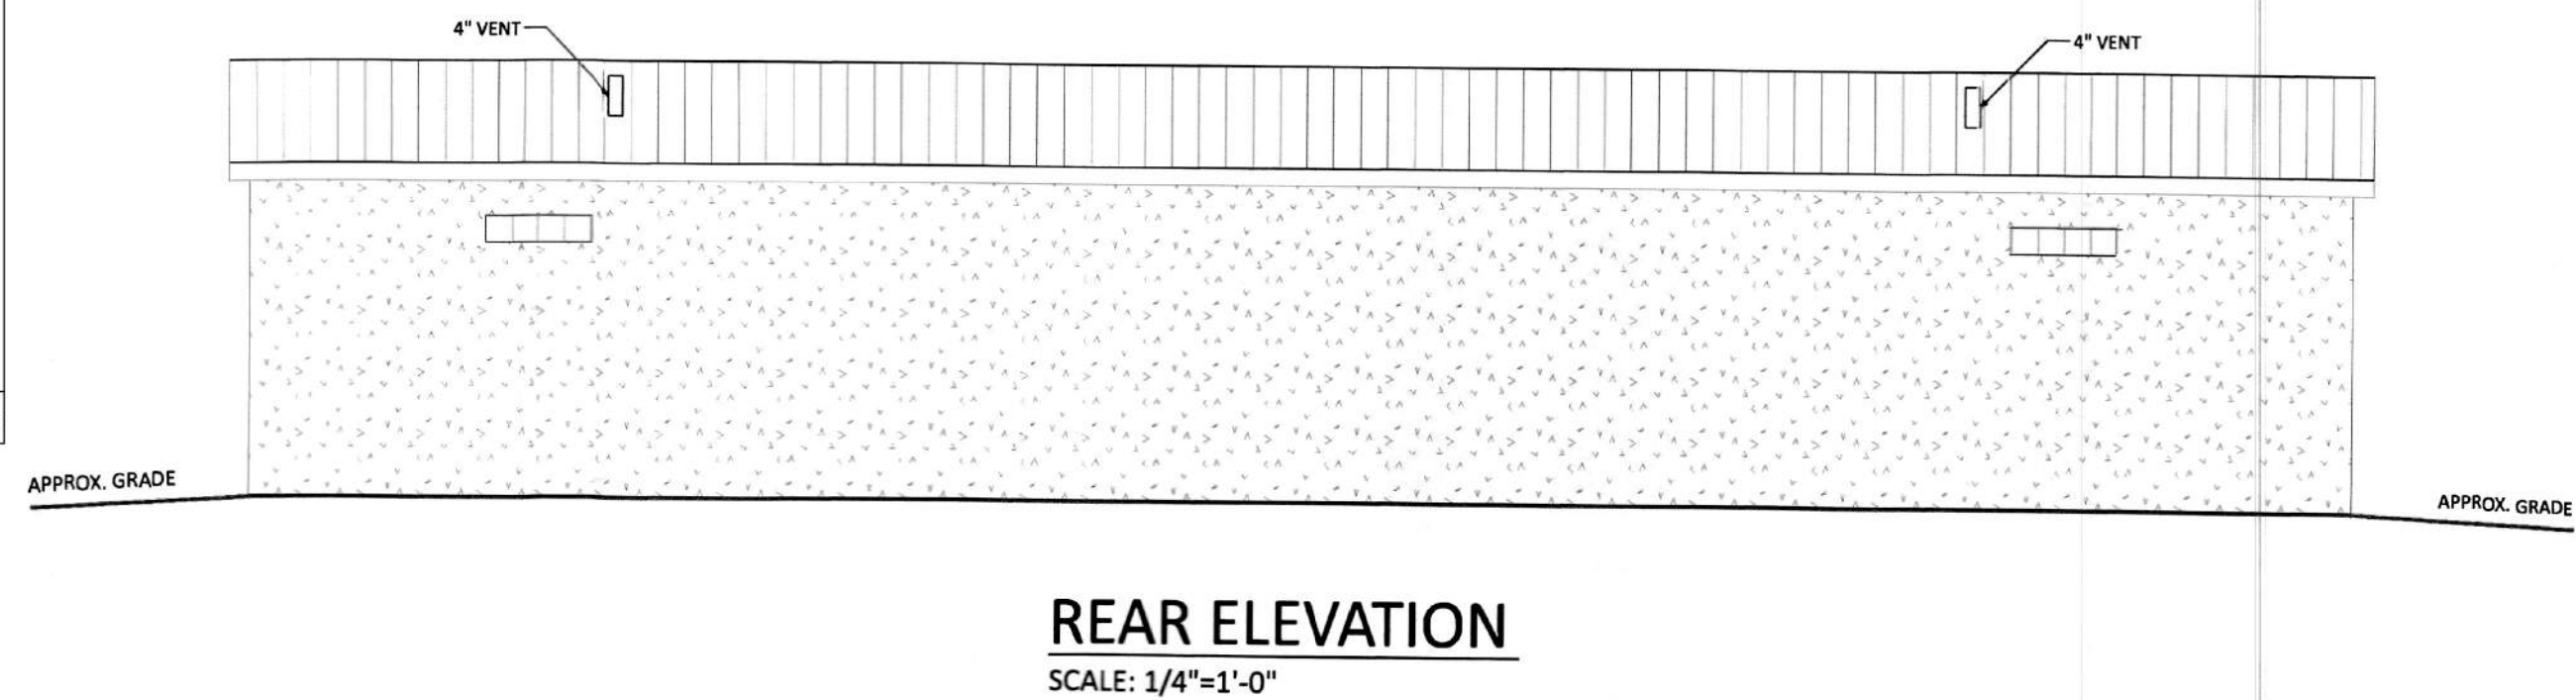 4" VENT
4" VENT
APPROX. GRADE
APPROX. GRADE
REAR ELEVATION
SCALE: 1/4"=1'-0"